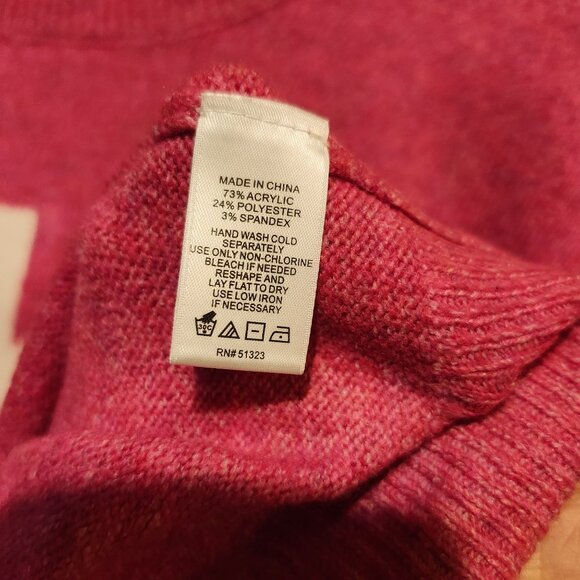 MADE IN CHINA
73% ACRYLIC
24% POLYESTER
3% SPANDEX
HAND WASH COLD
SEPARATELY
USE ONLY NON-CHLORINE
BLEACH IF NEEDED
RESHAPE AND
LAY FLAT TO DRY
USE LOW IRON
IF NECESSARY
30C
RN# 51323